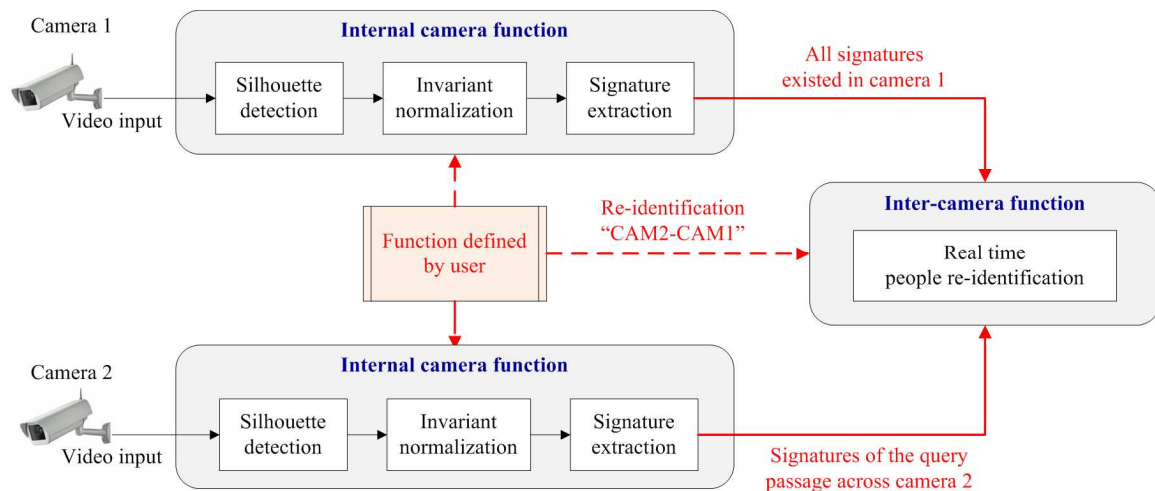 Camera 1
Video input
Internal camera function
Silhouette
detection
Invariant
normalization
Signature
extraction
All signatures
existed in camera 1
Function defined
by user
Re-identification
“CAM2-CAM1”
Inter-camera function
Real time
people re-identification
Camera 2
Video input
Internal camera function
Silhouette
detection
Invariant
normalization
Signature
extraction
Signatures of the query
passage across camera 2